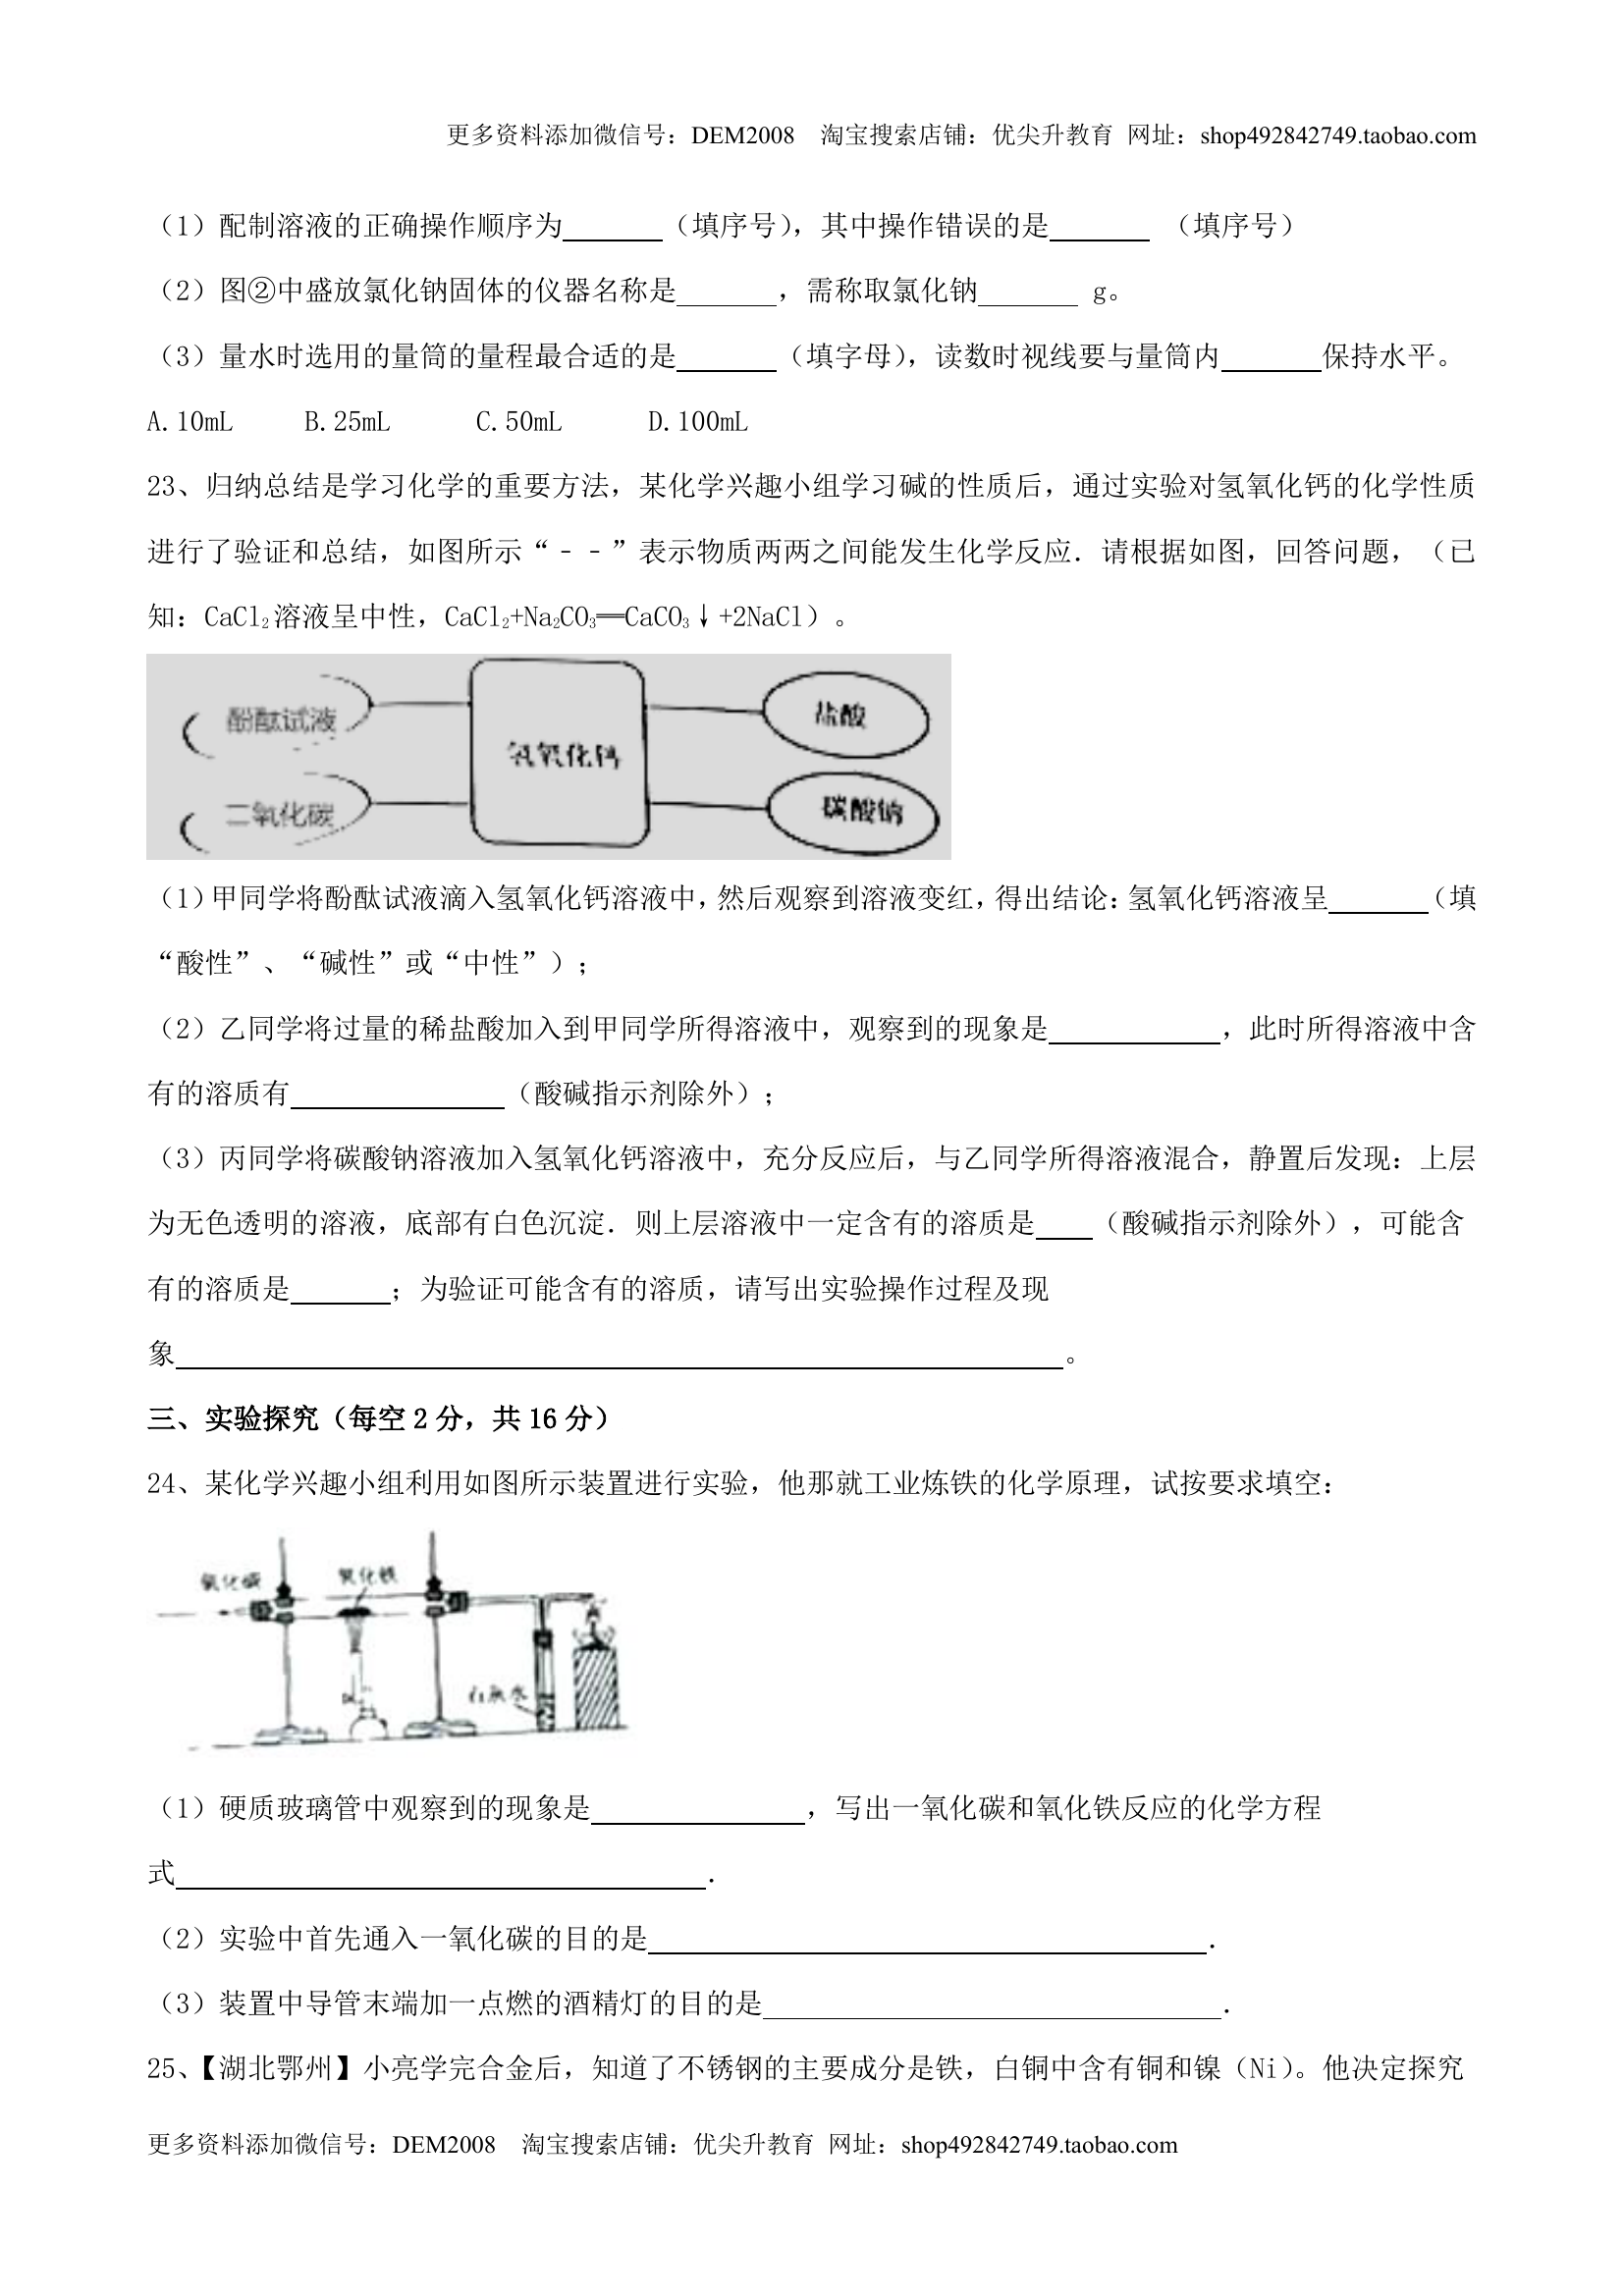 更多资料添加微信号：DEM2008　淘宝搜索店铺：优尖升教育 网址：shop492842749.taobao.com
（1）配制溶液的正确操作顺序为_______（填序号），其中操作错误的是_______ （填序号）
（2）图②中盛放氯化钠固体的仪器名称是_______，需称取氯化钠_______ g。
（3）量水时选用的量筒的量程最合适的是_______（填字母），读数时视线要与量筒内_______保持水平。
A.10mL B.25mL C.50mL D.100mL
23、归纳总结是学习化学的重要方法，某化学兴趣小组学习碱的性质后，通过实验对氢氧化钙的化学性质
进行了验证和总结，如图所示“﹣﹣”表示物质两两之间能发生化学反应．请根据如图，回答问题，（已
知：CaCl₂溶液呈中性，CaCl₂+Na₂CO₃═CaCO₃↓+2NaCl）。
酚酞试液
盐酸
氢氧化钙
二氧化碳
碳酸钠
（1）甲同学将酚酞试液滴入氢氧化钙溶液中，然后观察到溶液变红，得出结论：氢氧化钙溶液呈_______（填
“酸性”、“碱性”或“中性”）；
（2）乙同学将过量的稀盐酸加入到甲同学所得溶液中，观察到的现象是____________，此时所得溶液中含
有的溶质有_______________（酸碱指示剂除外）；
（3）丙同学将碳酸钠溶液加入氢氧化钙溶液中，充分反应后，与乙同学所得溶液混合，静置后发现：上层
为无色透明的溶液，底部有白色沉淀．则上层溶液中一定含有的溶质是____（酸碱指示剂除外），可能含
有的溶质是_______；为验证可能含有的溶质，请写出实验操作过程及现
象______________________________________________________________。
三、实验探究（每空 2 分，共 16 分）
24、某化学兴趣小组利用如图所示装置进行实验，他那就工业炼铁的化学原理，试按要求填空：
氧化碳
氧化铁
石灰水
（1）硬质玻璃管中观察到的现象是_______________，写出一氧化碳和氧化铁反应的化学方程
式_____________________________________．
（2）实验中首先通入一氧化碳的目的是_______________________________________．
（3）装置中导管末端加一点燃的酒精灯的目的是________________________________．
25、【湖北鄂州】小亮学完合金后，知道了不锈钢的主要成分是铁，白铜中含有铜和镍（Ni）。他决定探究
更多资料添加微信号：DEM2008　淘宝搜索店铺：优尖升教育 网址：shop492842749.taobao.com